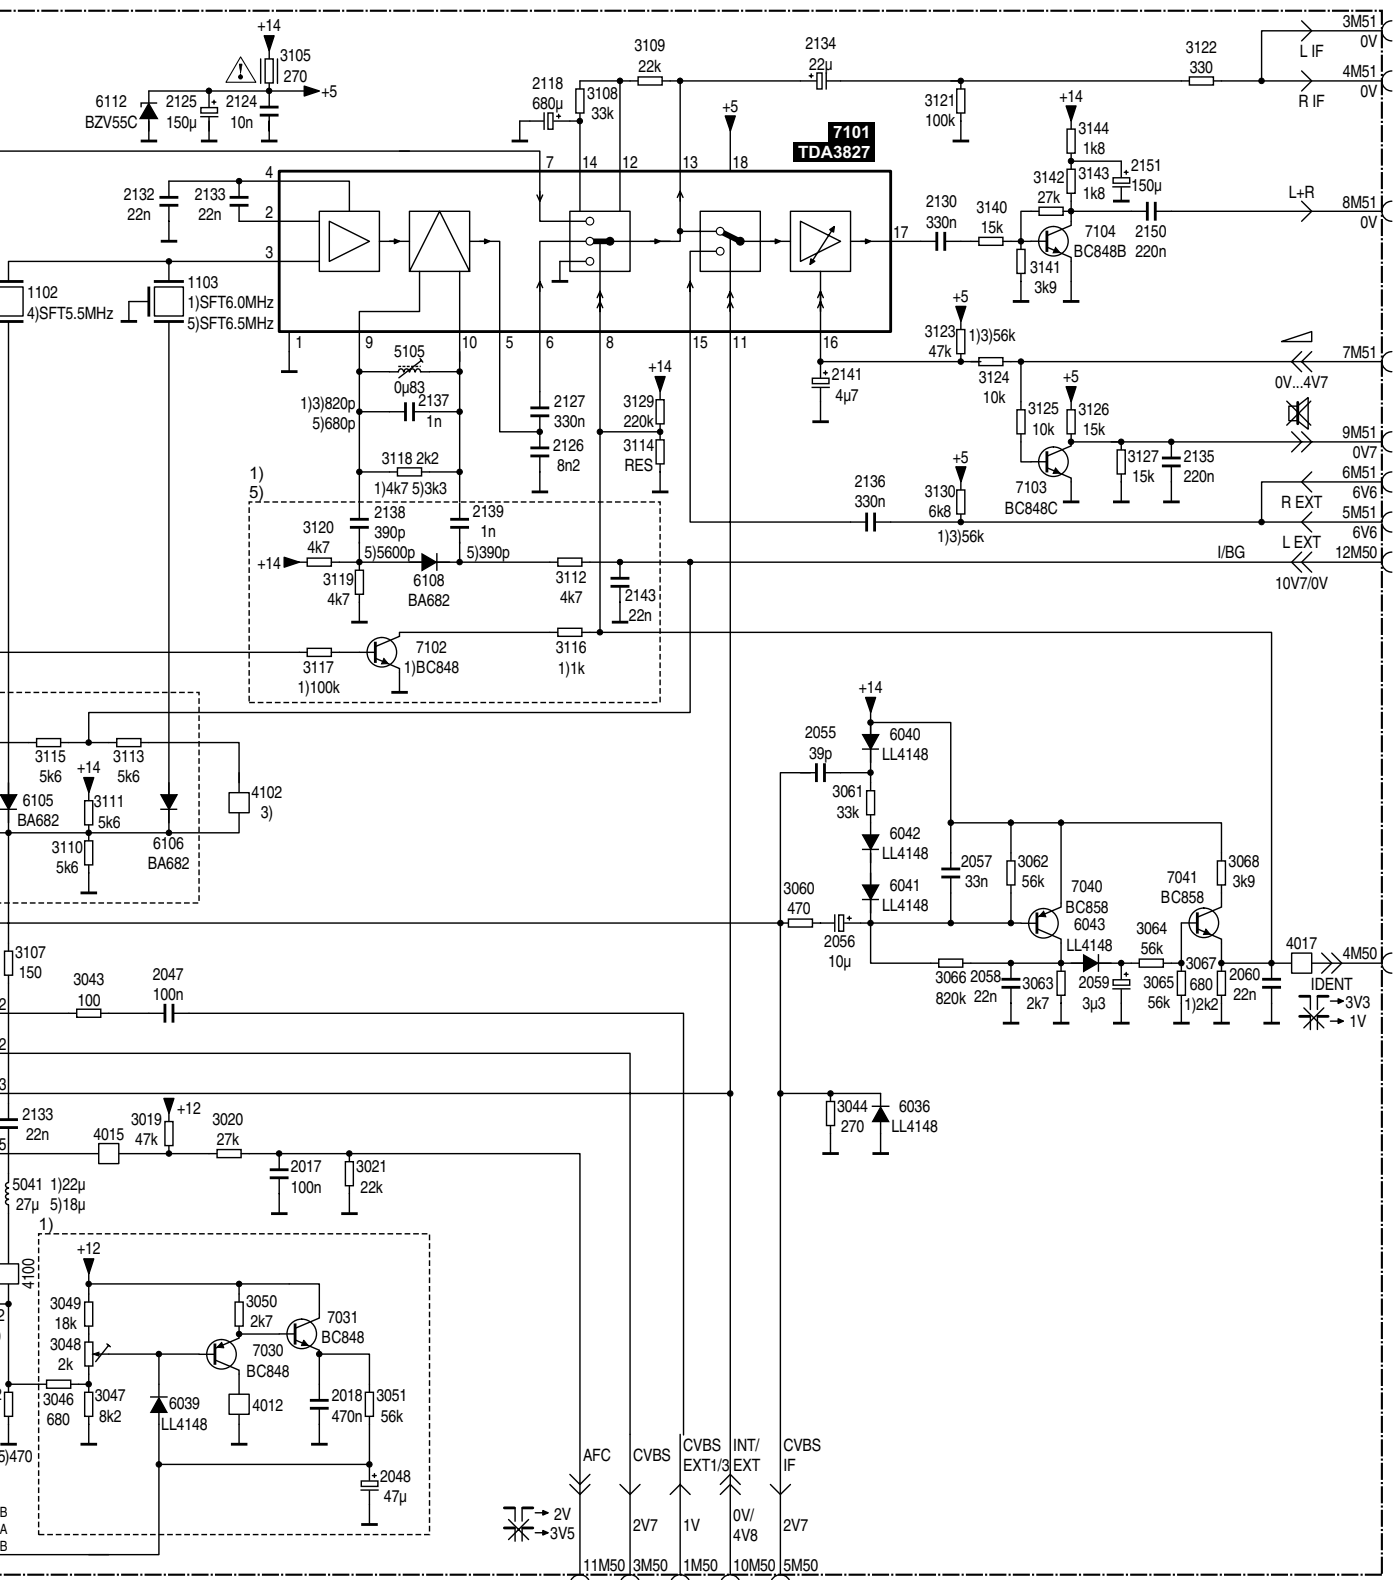 +14
3105
270
+5
6112
BZV55C
2125
150µ
2124
10n
2118
680µ
3108
33k
3109
22k
2134
22µ
+5
7101
TDA3827
3121
100k
3122
330
L IF
3M51
0V
R IF
4M51
0V
+14
3144
1k8
3143
1k8
2151
150µ
3142
27k
L+R
8M51
0V
2150
220n
7104
BC848B
2130
330n
3140
15k
3141
3k9
4
2
3
7
14
12
13
18
17
1
9
10
5
6
8
15
11
16
2132
22n
2133
22n
1102
4)SFT5.5MHz
1103
1)SFT6.0MHz
5)SFT6.5MHz
5105
0µ83
1)3)820p
5)680p
2137
1n
3118 2k2
1)4k7 5)3k3
2127
330n
2126
8n2
+14
3129
220k
3114
RES
2141
4µ7
+5
3123
47k
1)3)56k
3124
10k
3125
10k
+5
3126
15k
7103
BC848C
3127
15k
2135
220n
7M51
0V...4V7
9M51
0V7
6M51
6V6
R EXT
5M51
6V6
L EXT
12M50
10V7/0V
I/BG
2136
330n
+5
3130
6k8
1)3)56k
1)
5)
3120
4k7
+14
2138
390p
5)5600p
2139
1n
5)390p
3119
4k7
6108
BA682
3112
4k7
2143
22n
7102
1)BC848
3117
1)100k
3116
1)1k
3115
5k6
3113
5k6
+14
3111
5k6
6105
BA682
3110
5k6
6106
BA682
4102
3)
+14
2055
39p
6040
LL4148
3061
33k
6042
LL4148
6041
LL4148
3060
470
2056
10µ
2057
33n
3062
56k
7040
BC858
6043
LL4148
7041
BC858
3068
3k9
3064
56k
3066
820k
2058
22n
3063
2k7
2059
3µ3
3065
56k
3067
680
1)2k2
2060
22n
4017
4M50
IDENT
3V3
1V
3107
150
3043
100
2047
100n
2
2
3
2133
22n
5
4015
3019
47k
+12
3020
27k
2017
100n
3021
22k
3044
270
6036
LL4148
5041
27µ
1)22µ
5)18µ
1)
4100
+12
3049
18k
3048
2k
3046
680
3047
8k2
5)470
6039
LL4148
3050
2k7
7030
BC848
7031
BC848
4012
2018
470n
3051
56k
2048
47µ
B
A
B
2V
3V5
AFC
CVBS
CVBS
EXT1/3
INT/
EXT
CVBS
IF
2V7
1V
0V/
4V8
2V7
11M50
3M50
1M50
10M50
5M50